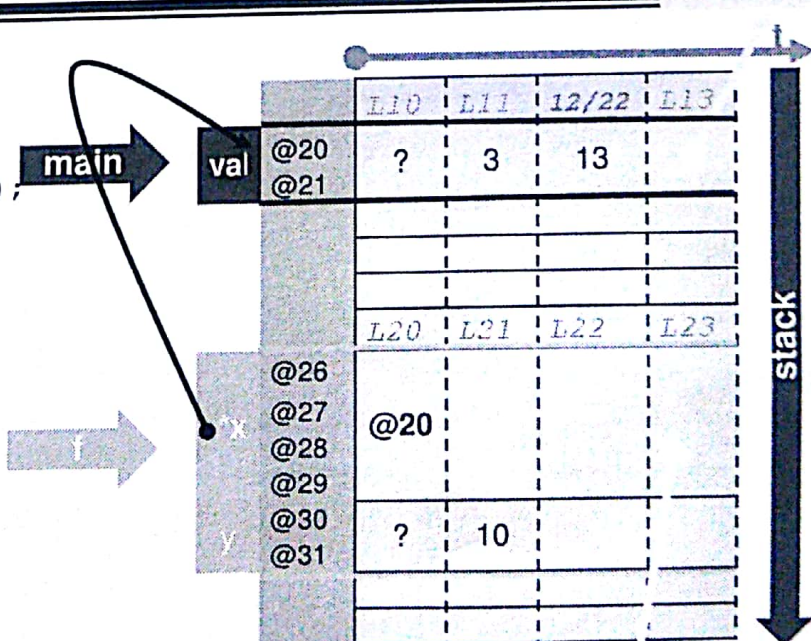 t
L10 L11 12/22 L13
main val @20 ? 3 13
); @21
L20 L21 L22 L23
stack
@26
*x @27 @20
f @28
@29
y @30 ? 10
@31